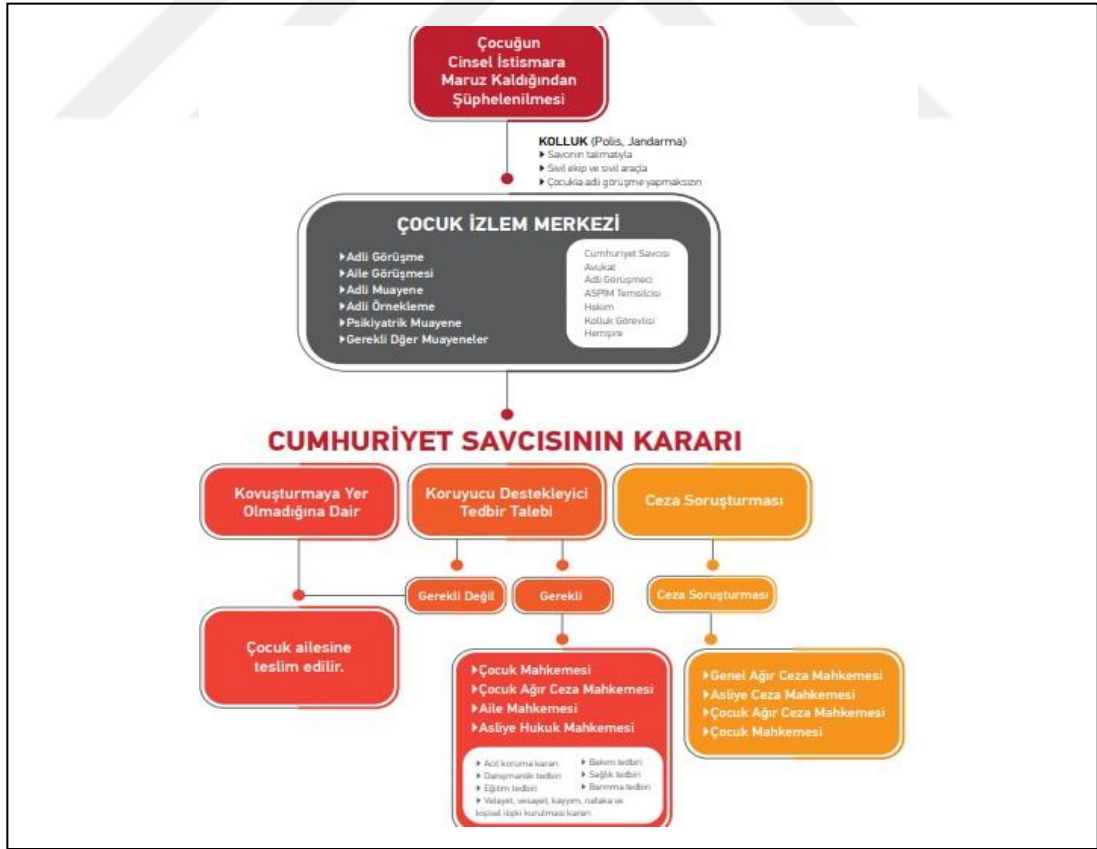 Çocuğun
Cinsel İstismara
Maruz Kaldığından
Şüphelenilmesi
KOLLUK (Polis, Jandarma)
Savcının talimatıyla
Sivil ekip ve sivil araçla
Çocukla adli görüşme yapmaksızın
ÇOCUK İZLEM MERKEZİ
Adli Görüşme
Aile Görüşmesi
Adli Muayene
Adli Örnekleme
Psikiyatrik Muayene
Gerekli Dğer Muayeneler
Cumhuriyet Savcısı
Avukat
Adli Görüşmeci
ASPİM Temsilcisi
Hekim
Kolluk Görevlisi
Hemşire
CUMHURİYET SAVCISININ KARARI
Kovuşturmaya Yer
Olmadığına Dair
Koruyucu Destekleyici
Tedbir Talebi
Ceza Soruşturması
Gerekli Değil
Gerekli
Ceza Soruşturması
Çocuk ailesine
teslim edilir.
Çocuk Mahkemesi
Çocuk Ağır Ceza Mahkemesi
Aile Mahkemesi
Asliye Hukuk Mahkemesi
Acil koruma kararı
Danışmanlık tedbiri
Eğitim tedbiri
Bakım tedbiri
Sağlık tedbiri
Barınma tedbiri
Velayet, vesayet, kayyım, nafaka ve
kişisel ilişki kurulması kararı
Genel Ağır Ceza Mahkemesi
Asliye Ceza Mahkemesi
Çocuk Ağır Ceza Mahkemesi
Çocuk Mahkemesi